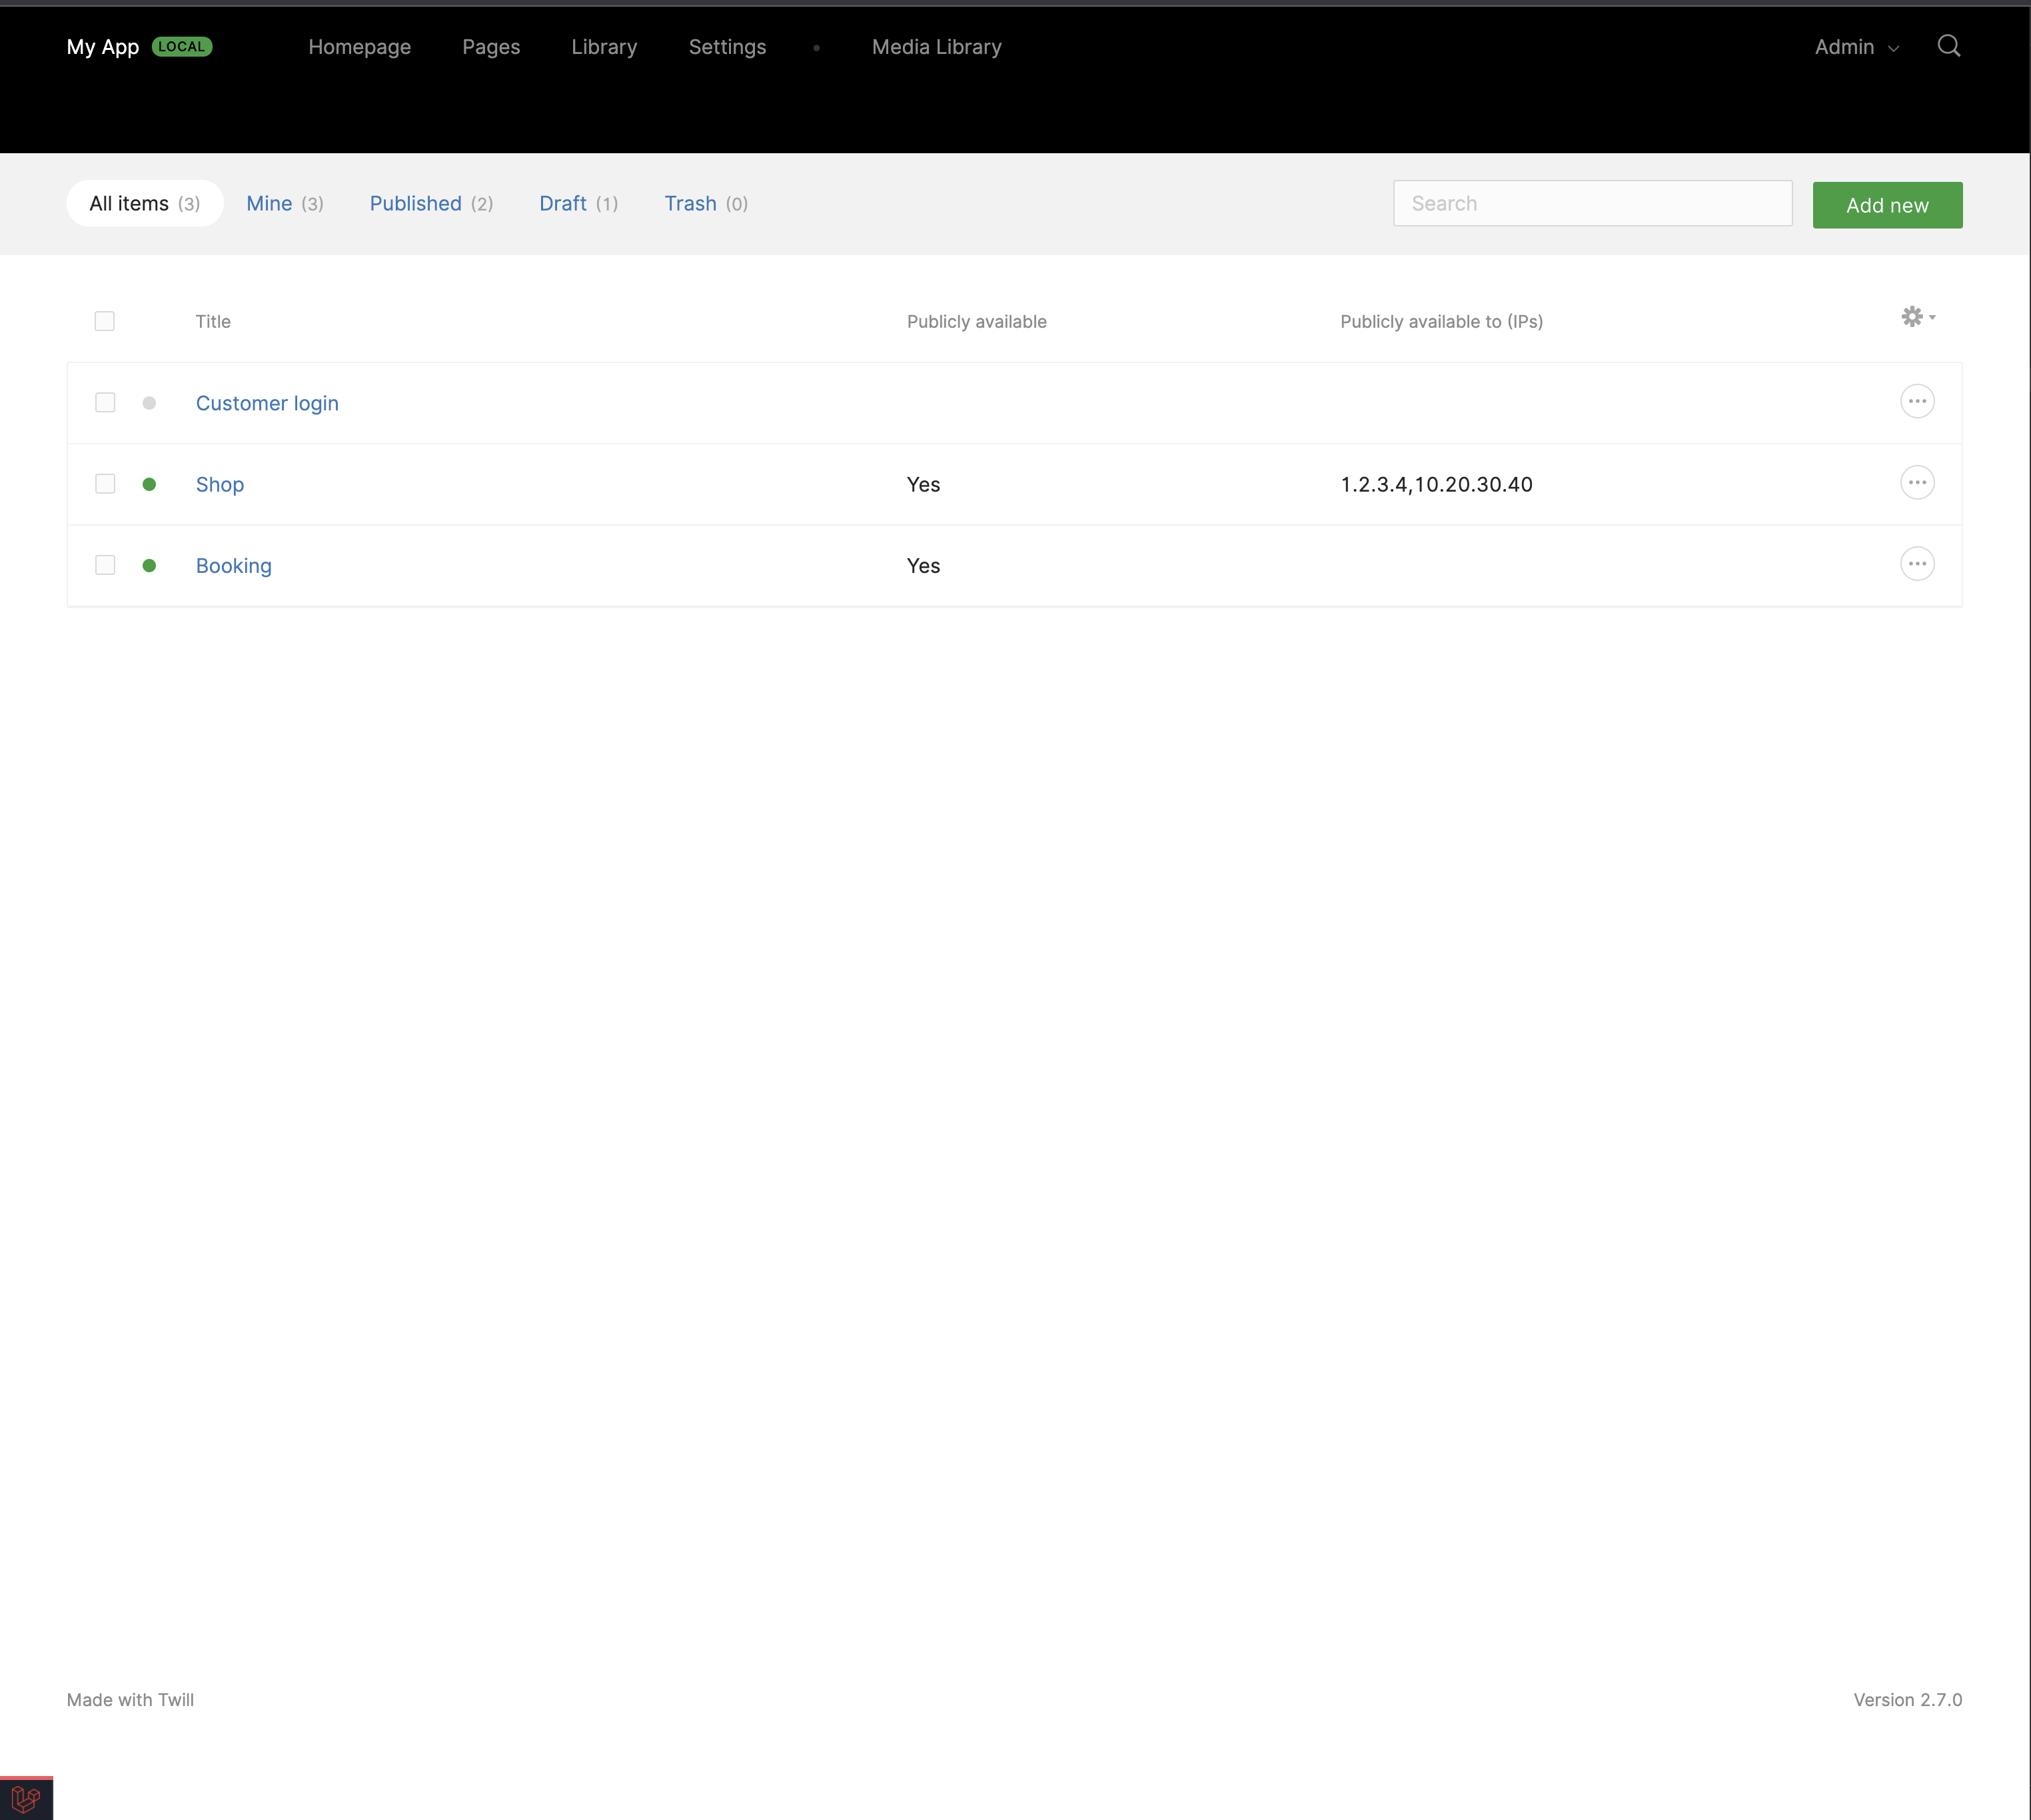 My App LOCAL Homepage Pages Library Settings • Media Library Admin
All items (3) Mine (3) Published (2) Draft (1) Trash (0) Search Add new
Title Publicly available Publicly available to (IPs)
Customer login
Shop Yes 1.2.3.4,10.20.30.40
Booking Yes
Made with Twill Version 2.7.0